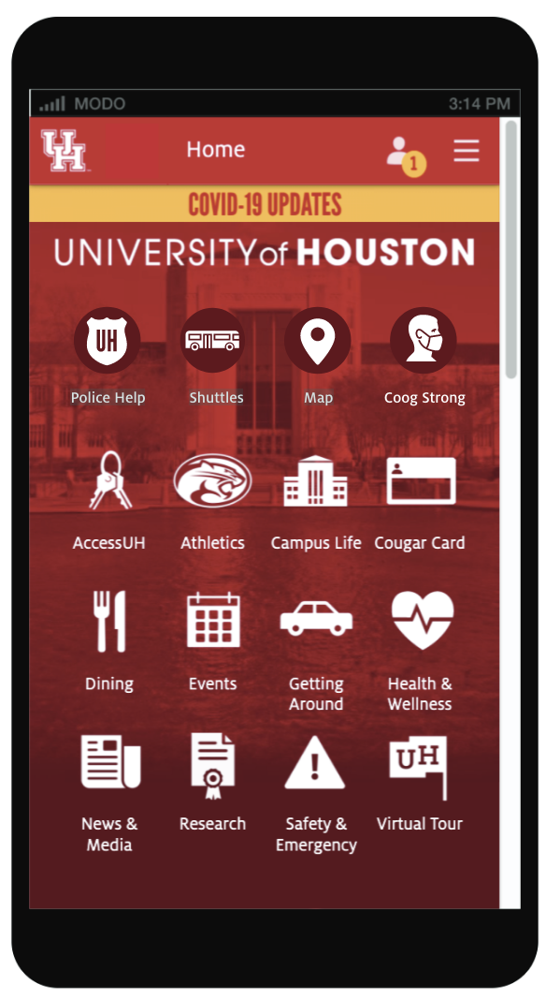 MODO 3:14 PM
UH Home 1
COVID-19 UPDATES
UNIVERSITY of HOUSTON
UH
Police Help Shuttles Map Coog Strong
AccessUH Athletics Campus Life Cougar Card
Dining Events Getting Around Health & Wellness
UH
News & Media Research Safety & Emergency Virtual Tour